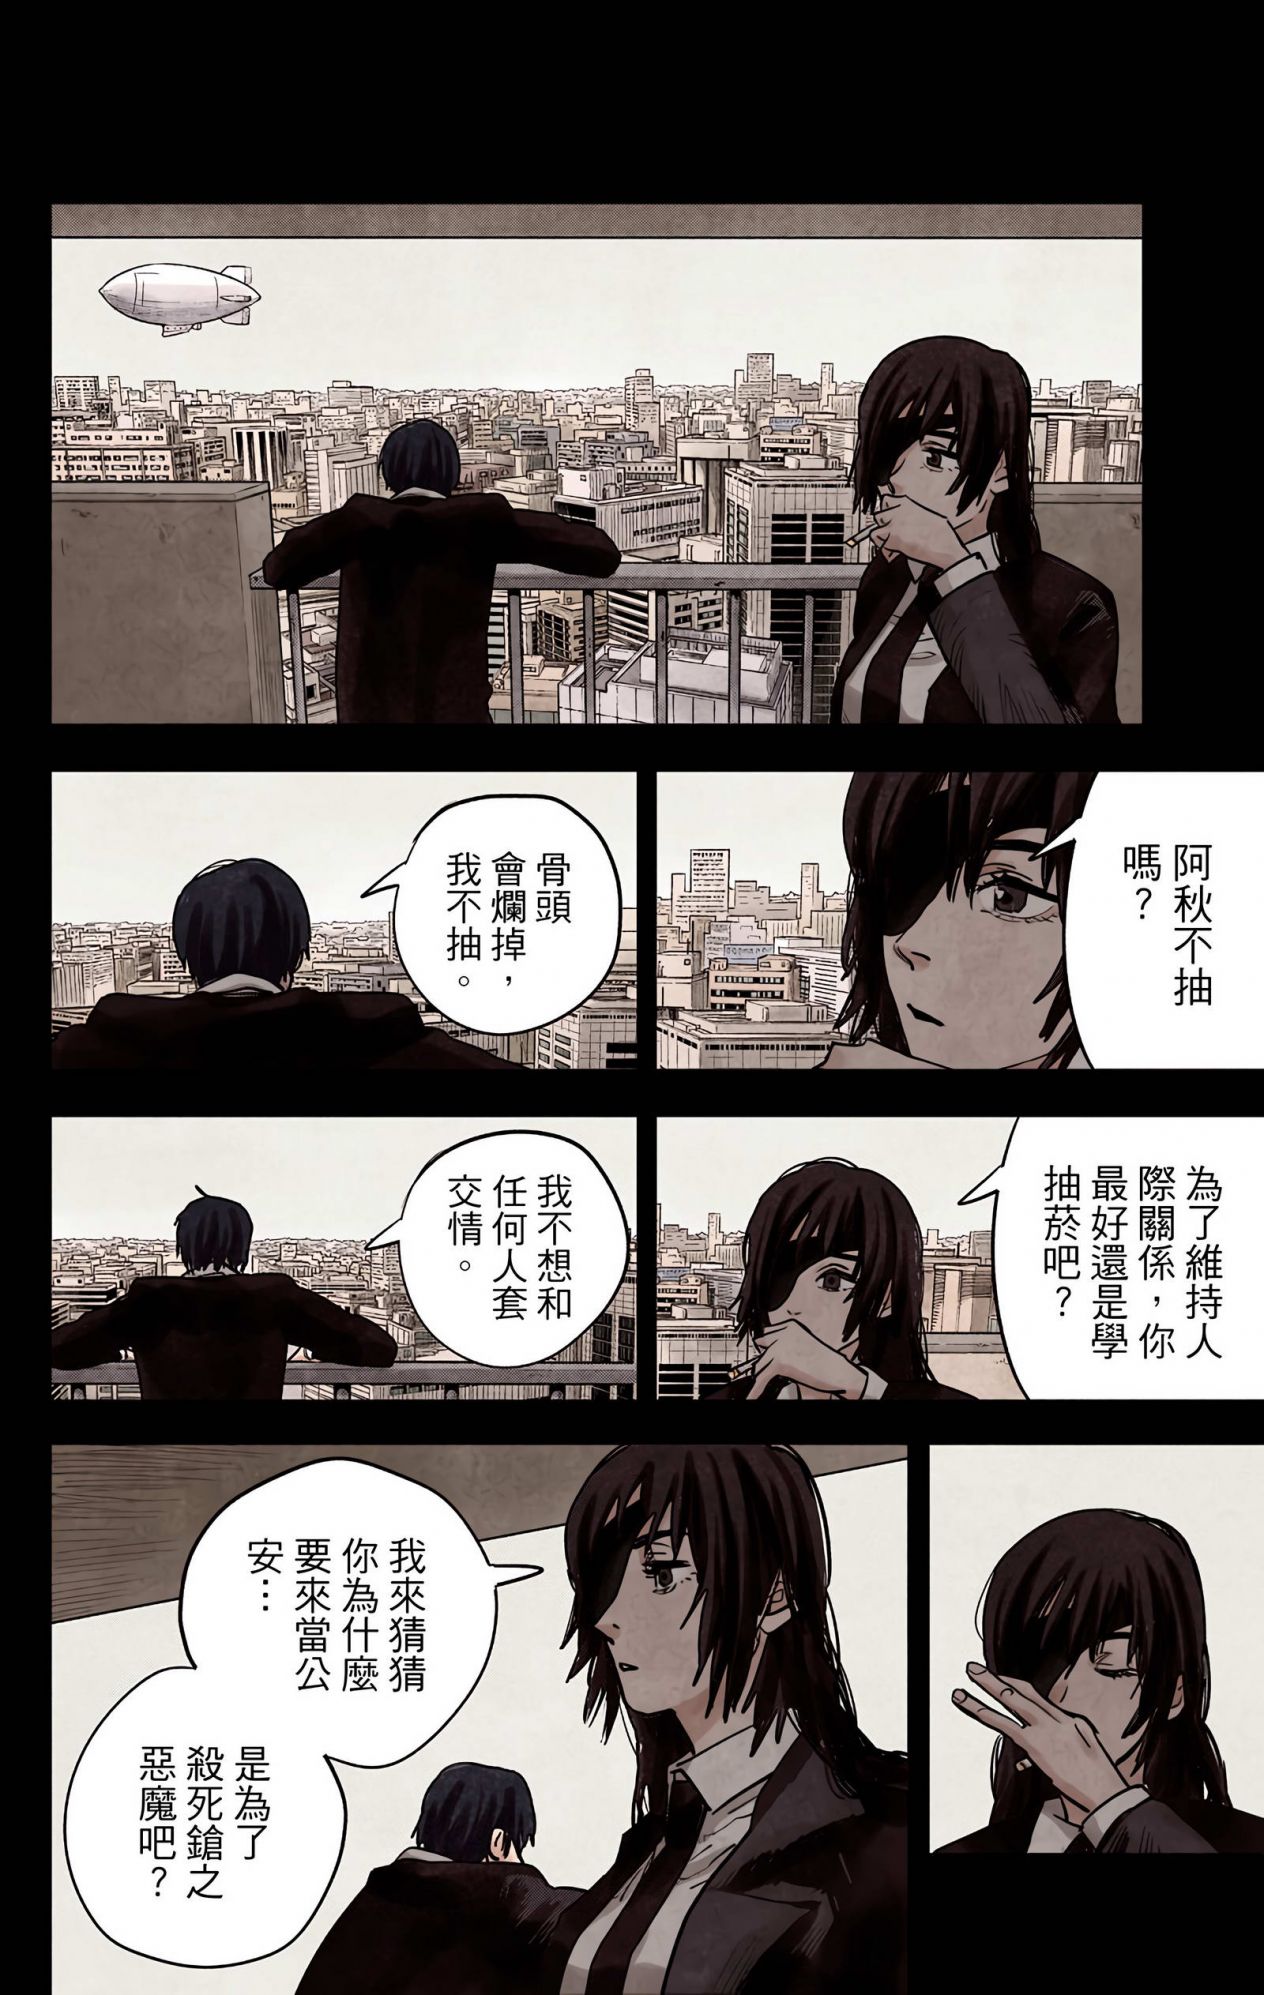 阿秋不抽
嗎？
骨頭
會爛掉，
我不抽。
為了維持人
際關係，你
最好還是學
抽菸吧？
我不想和
任何人套
交情。
我來猜猜
你為什麼
要來當公
安…
是為了
殺死鎗之
惡魔吧？